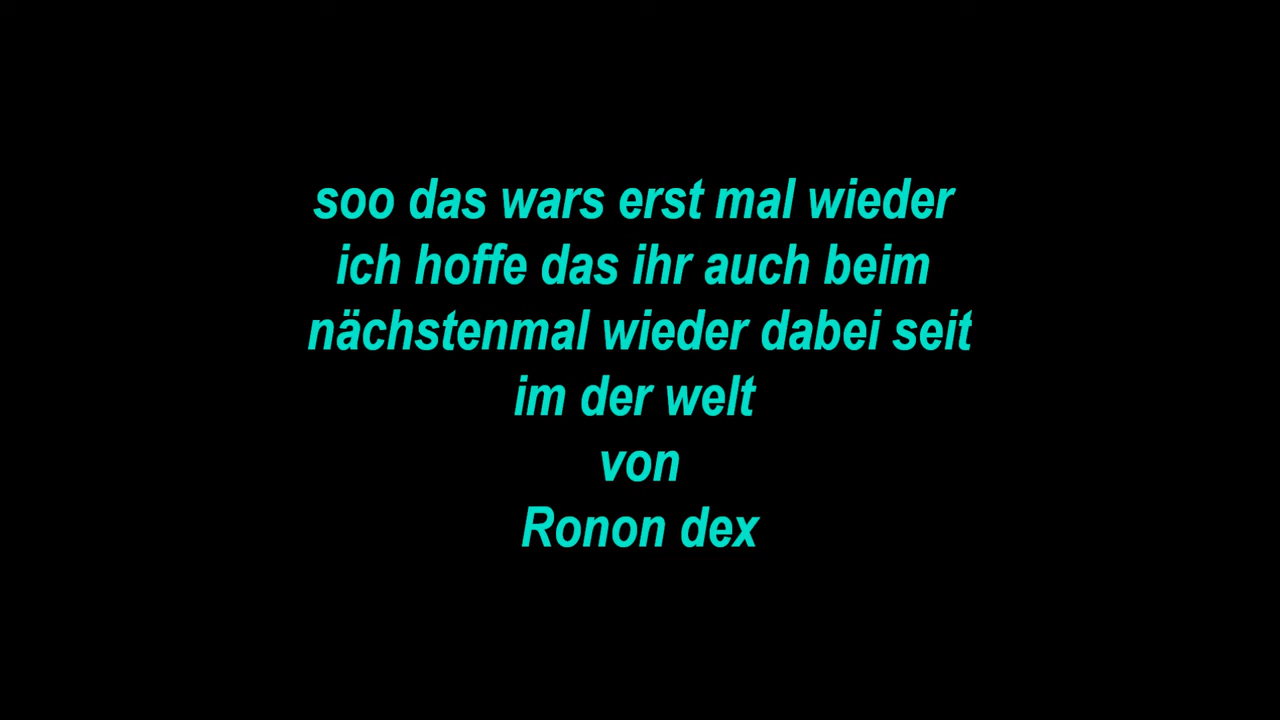 soo das wars erst mal wieder
ich hoffe das ihr auch beim
nächstenmal wieder dabei seit
im der welt
von
Ronon dex